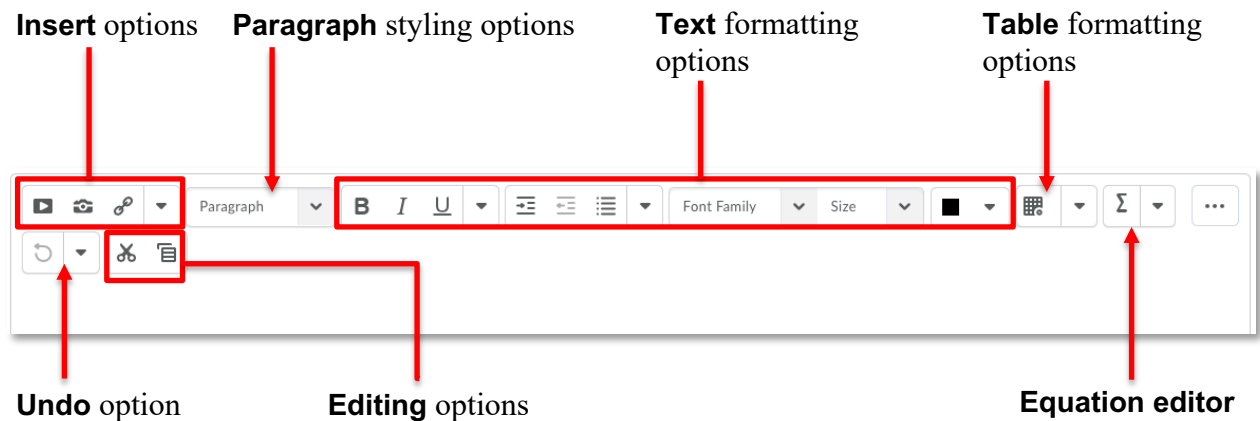 Insert options Paragraph styling options Text formatting Table formatting
options options
Paragraph B I U Font Family Size Σ ...
Undo option Editing options Equation editor